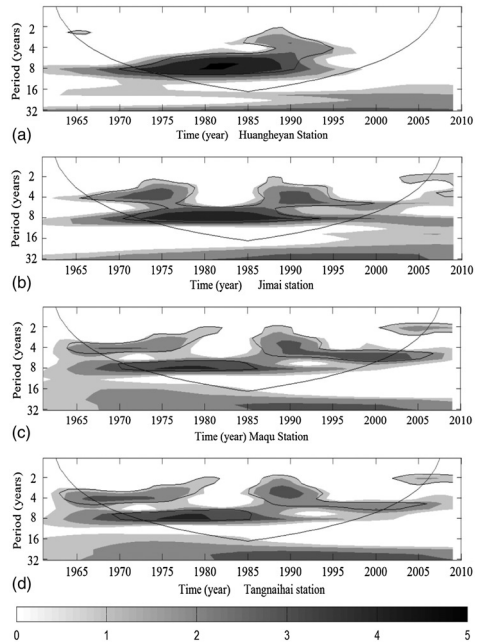 Period (years)
2
4
8
16
32
1965 1970 1975 1980 1985 1990 1995 2000 2005 2010
(a) Time (year) Huangheyan Station
Period (years)
2
4
8
16
32
1965 1970 1975 1980 1985 1990 1995 2000 2005 2010
(b) Time (year) Jimai station
Period (years)
2
4
8
16
32
1965 1970 1975 1980 1985 1990 1995 2000 2005 2010
(c) Time (year) Maqu Station
Period (years)
2
4
8
16
32
1965 1970 1975 1980 1985 1990 1995 2000 2005 2010
(d) Time (year) Tangnaihai station
0 1 2 3 4 5